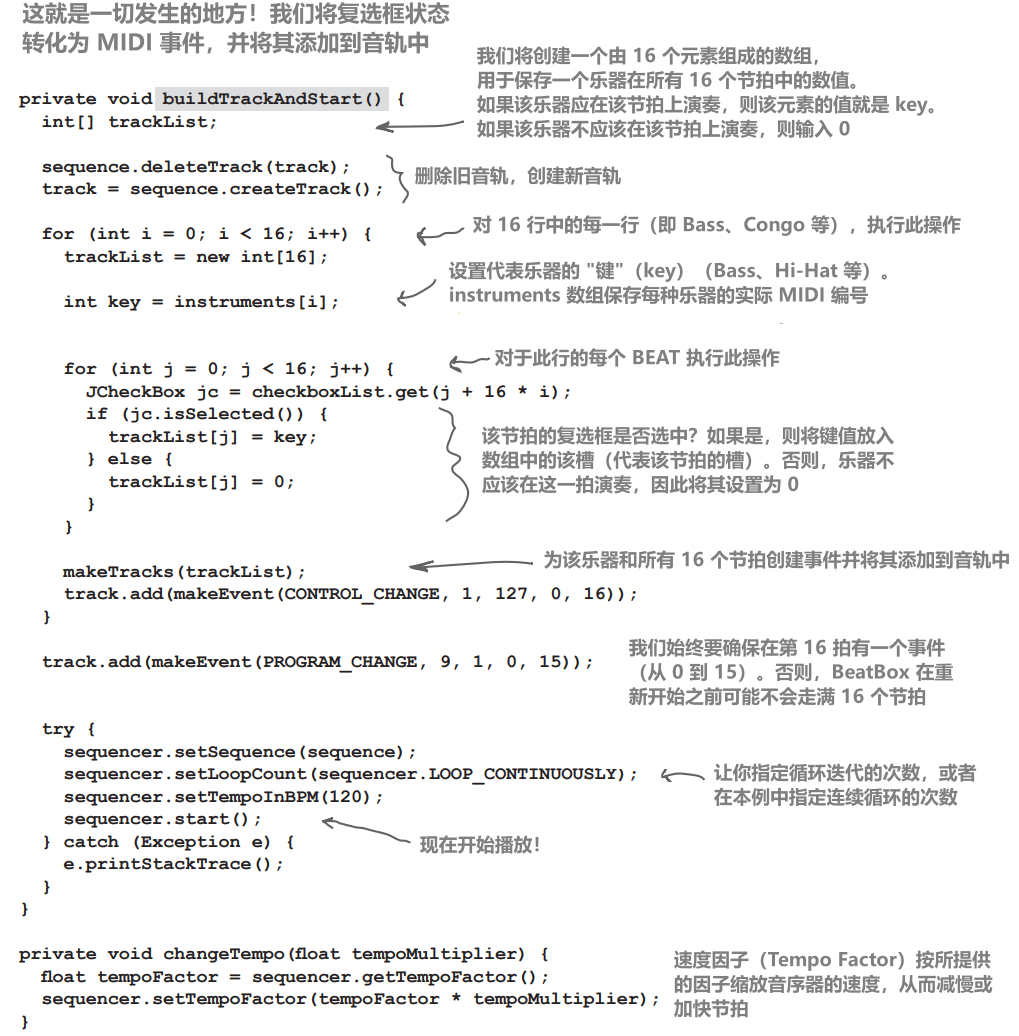 这就是一切发生的地方！我们将复选框状态
转化为 MIDI 事件，并将其添加到音轨中
我们将创建一个由 16 个元素组成的数组，
用于保存一个乐器在所有 16 个节拍中的数值。
如果该乐器应在该节拍上演奏，则该元素的值就是 key。
如果该乐器不应该在该节拍上演奏，则输入 0
private void buildTrackAndStart() {
int[] trackList;
sequence.deleteTrack(track);
track = sequence.createTrack();
删除旧音轨，创建新音轨
for (int i = 0; i < 16; i++) {
对 16 行中的每一行（即 Bass、Congo 等），执行此操作
trackList = new int[16];
设置代表乐器的 "键"（key）（Bass、Hi-Hat 等）。
instruments 数组保存每种乐器的实际 MIDI 编号
int key = instruments[i];
for (int j = 0; j < 16; j++) {
对于此行的每个 BEAT 执行此操作
JCheckBox jc = checkboxList.get(j + 16 * i);
if (jc.isSelected()) {
trackList[j] = key;
} else {
trackList[j] = 0;
}
}
该节拍的复选框是否选中？如果是，则将键值放入
数组中的该槽（代表该节拍的槽）。否则，乐器不
应该在这一拍演奏，因此将其设置为 0
为该乐器和所有 16 个节拍创建事件并将其添加到音轨中
makeTracks(trackList);
track.add(makeEvent(CONTROL_CHANGE, 1, 127, 0, 16));
}
track.add(makeEvent(PROGRAM_CHANGE, 9, 1, 0, 15));
我们始终要确保在第 16 拍有一个事件
（从 0 到 15）。否则，BeatBox 在重
新开始之前可能不会走满 16 个节拍
try {
sequencer.setSequence(sequence);
sequencer.setLoopCount(sequencer.LOOP_CONTINUOUSLY);
让你指定循环迭代的次数，或者
在本例中指定连续循环的次数
sequencer.setTempoInBPM(120);
sequencer.start();
现在开始播放！
} catch (Exception e) {
e.printStackTrace();
}
}
private void changeTempo(float tempoMultiplier) {
float tempoFactor = sequencer.getTempoFactor();
sequencer.setTempoFactor(tempoFactor * tempoMultiplier);
}
速度因子（Tempo Factor）按所提供
的因子缩放音序器的速度，从而减慢或
加快节拍